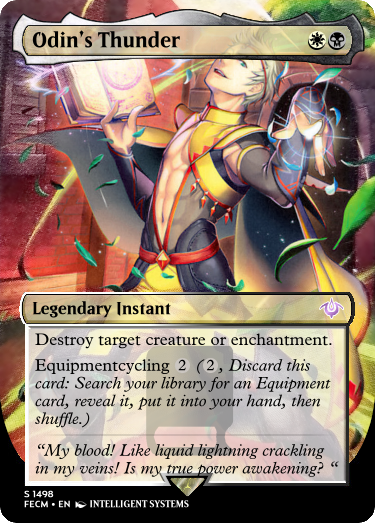 Odin's Thunder
Legendary Instant
Destroy target creature or enchantment.
Equipmentcycling 2 (2, Discard this
card: Search your library for an Equipment
card, reveal it, put it into your hand, then
shuffle.)
“My blood! Like liquid lightning crackling
in my veins! Is my true power awakening? “
S 1498
FECM • EN INTELLIGENT SYSTEMS